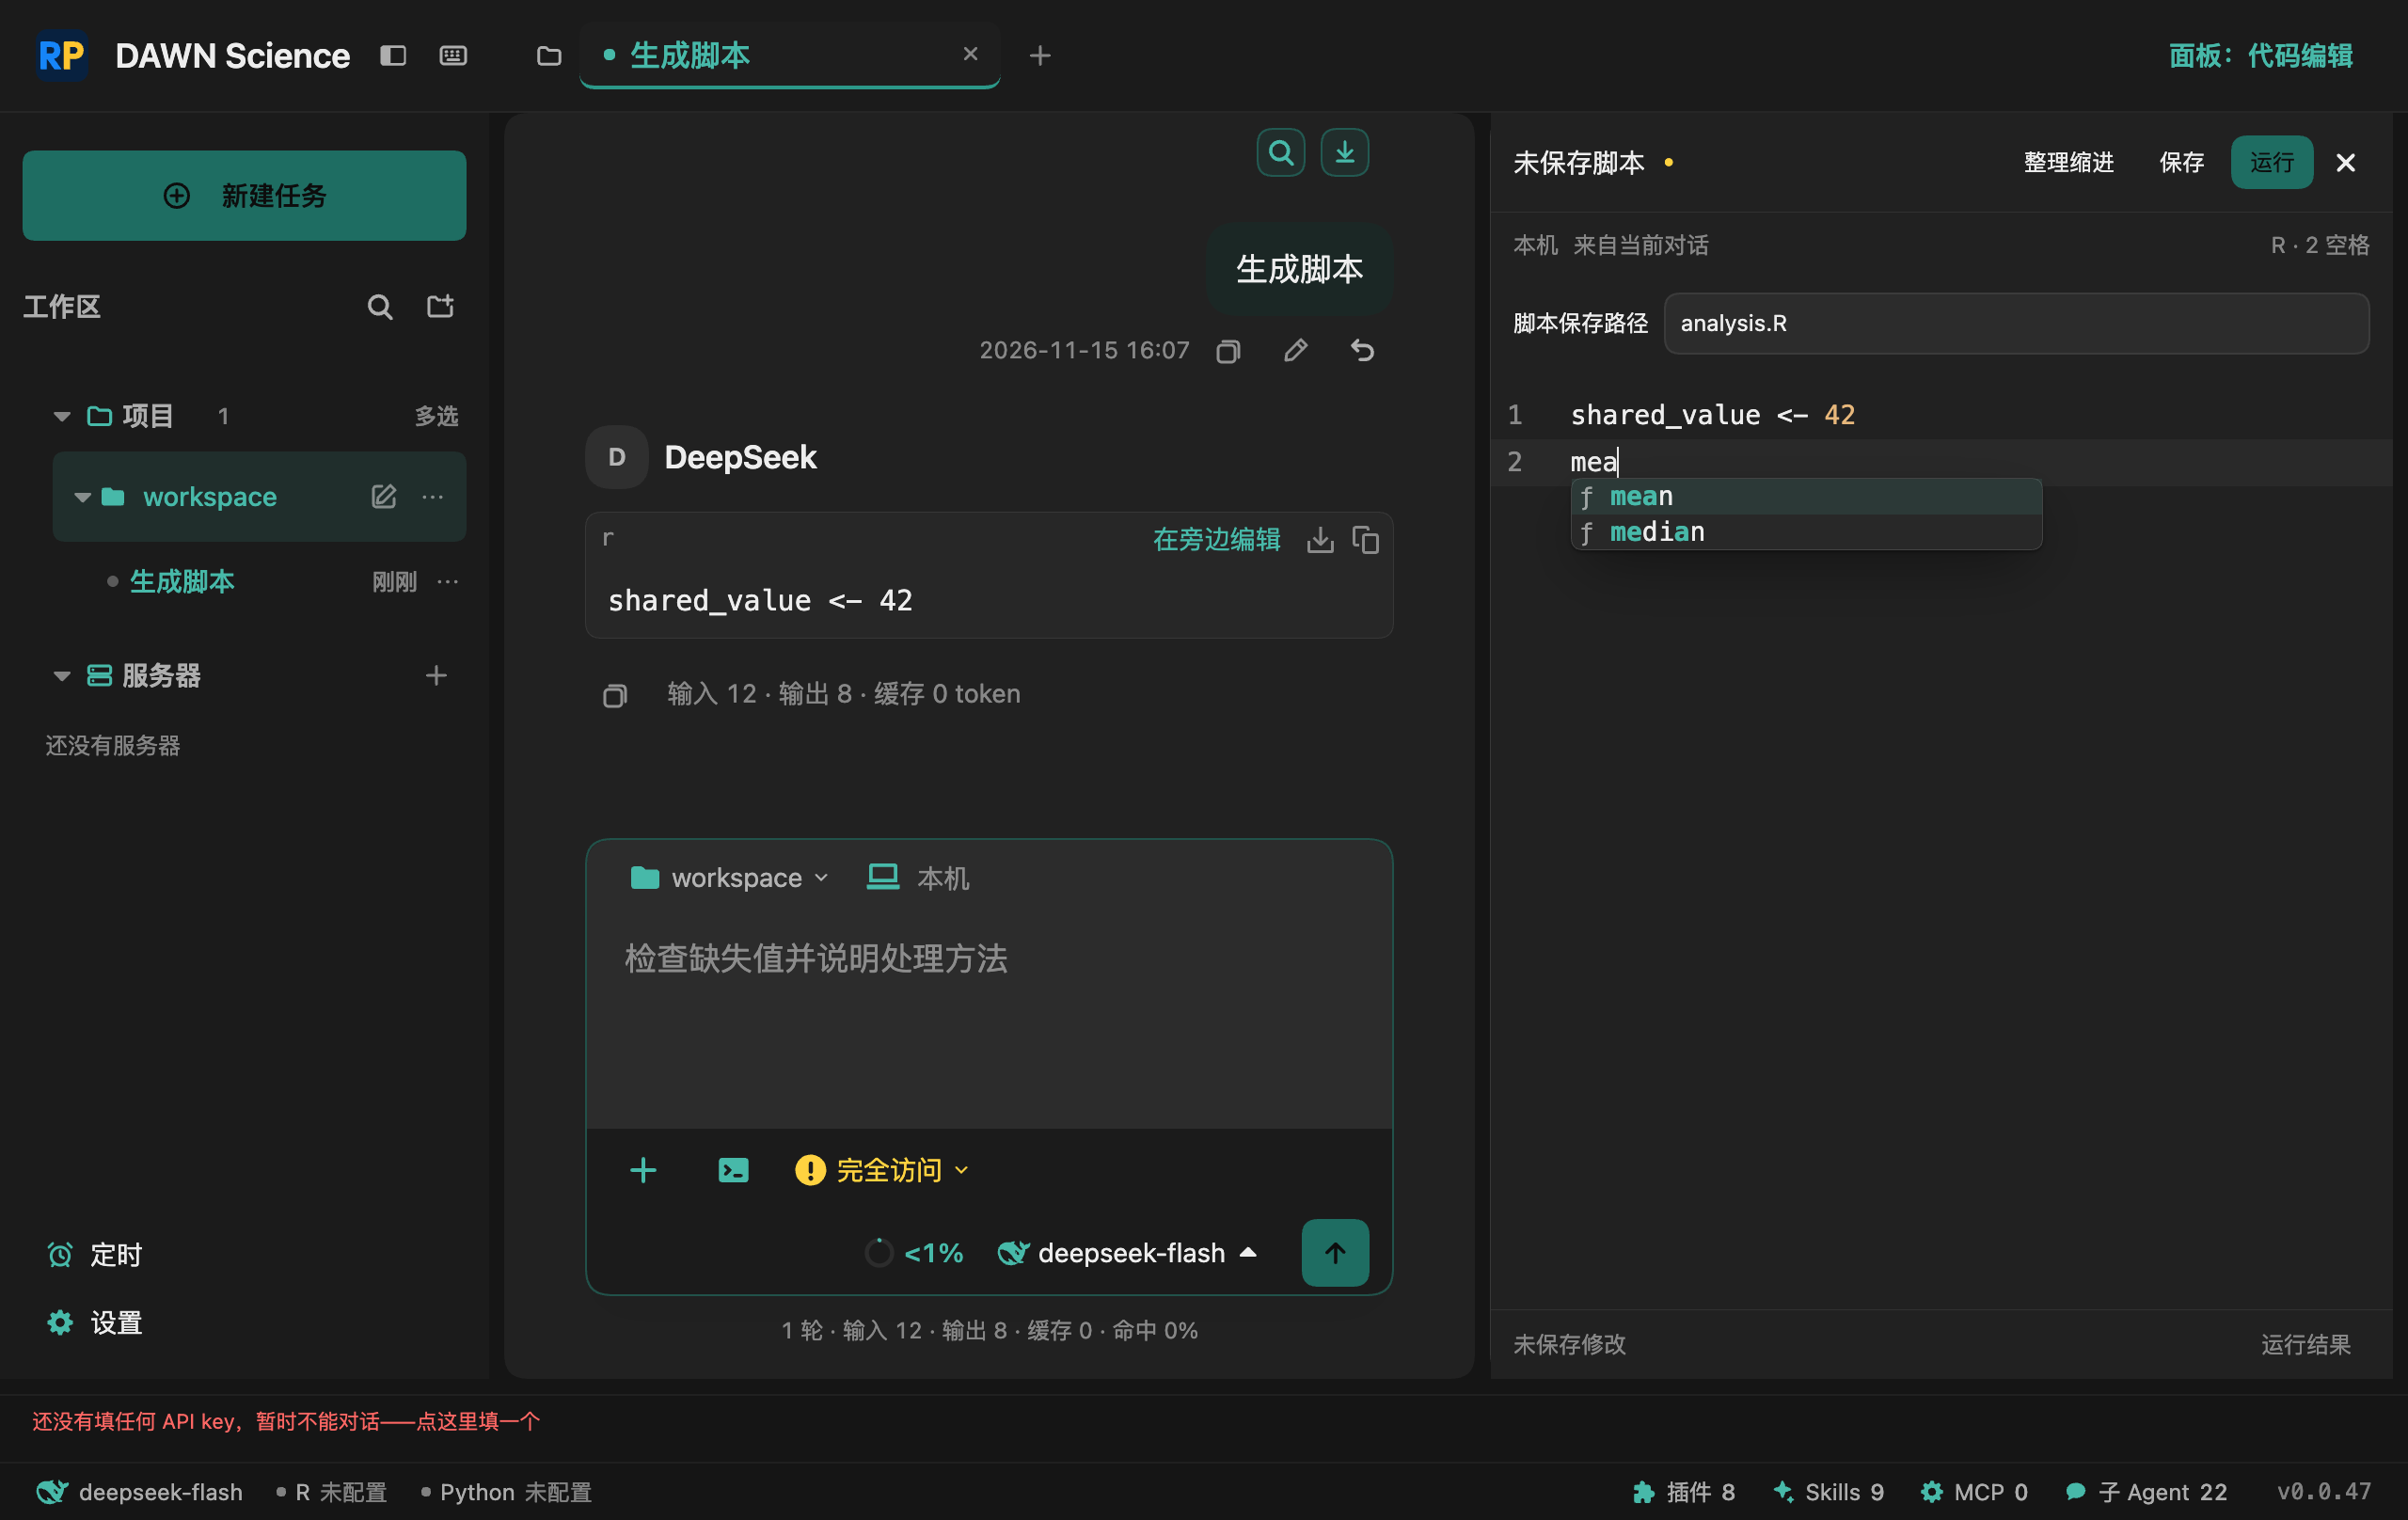 RP DAWN Science
生成脚本
面板：代码编辑
新建任务
工作区
项目 1 多选
workspace
生成脚本 刚刚
服务器
还没有服务器
定时
设置
生成脚本
2026-11-15 16:07
D DeepSeek
r 在旁边编辑
shared_value <- 42
输入 12 · 输出 8 · 缓存 0 token
workspace 本机
检查缺失值并说明处理方法
完全访问
<1% deepseek-flash
1 轮 · 输入 12 · 输出 8 · 缓存 0 · 命中 0%
未保存脚本 整理缩进 保存 运行
本机 来自当前对话 R · 2 空格
脚本保存路径 analysis.R
1 shared_value <- 42
2 mea
ƒ mean
ƒ median
未保存修改 运行结果
还没有填任何 API key，暂时不能对话——点这里填一个
deepseek-flash R 未配置 Python 未配置 插件 8 Skills 9 MCP 0 子 Agent 22 v0.0.47